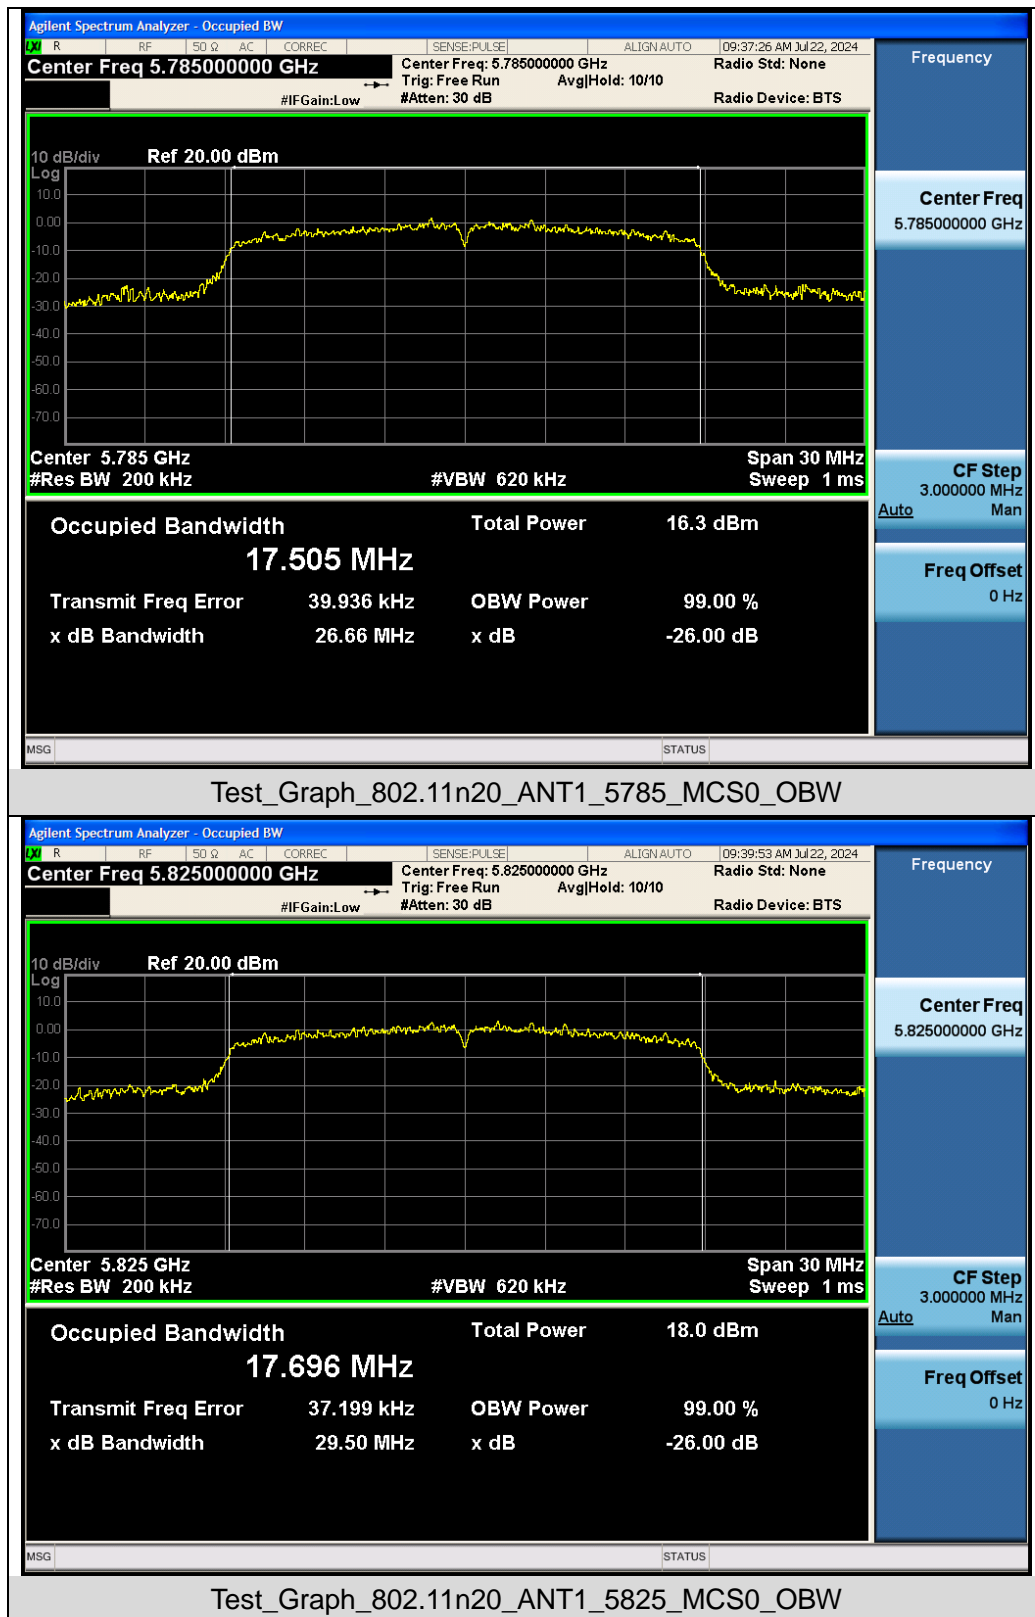 Agilent Spectrum Analyzer - Occupied BW
LXI R RF 50 Ω AC CORREC SENSE:PULSE ALIGN AUTO 09:37:26 AM Jul 22, 2024
Center Freq 5.785000000 GHz Center Freq: 5.785000000 GHz Radio Std: None
Trig: Free Run Avg|Hold: 10/10
#IFGain:Low #Atten: 30 dB Radio Device: BTS
Frequency
10 dB/div Ref 20.00 dBm
Log
10.0
0.00
-10.0
-20.0
-30.0
-40.0
-50.0
-60.0
-70.0
Center 5.785 GHz Span 30 MHz
#Res BW 200 kHz #VBW 620 kHz Sweep 1 ms
Center Freq
5.785000000 GHz
CF Step
3.000000 MHz
Auto Man
Freq Offset
0 Hz
Occupied Bandwidth Total Power 16.3 dBm
17.505 MHz
Transmit Freq Error 39.936 kHz OBW Power 99.00 %
x dB Bandwidth 26.66 MHz x dB -26.00 dB
MSG STATUS
Test_Graph_802.11n20_ANT1_5785_MCS0_OBW
Agilent Spectrum Analyzer - Occupied BW
LXI R RF 50 Ω AC CORREC SENSE:PULSE ALIGN AUTO 09:39:53 AM Jul 22, 2024
Center Freq 5.825000000 GHz Center Freq: 5.825000000 GHz Radio Std: None
Trig: Free Run Avg|Hold: 10/10
#IFGain:Low #Atten: 30 dB Radio Device: BTS
Frequency
10 dB/div Ref 20.00 dBm
Log
10.0
0.00
-10.0
-20.0
-30.0
-40.0
-50.0
-60.0
-70.0
Center 5.825 GHz Span 30 MHz
#Res BW 200 kHz #VBW 620 kHz Sweep 1 ms
Center Freq
5.825000000 GHz
CF Step
3.000000 MHz
Auto Man
Freq Offset
0 Hz
Occupied Bandwidth Total Power 18.0 dBm
17.696 MHz
Transmit Freq Error 37.199 kHz OBW Power 99.00 %
x dB Bandwidth 29.50 MHz x dB -26.00 dB
MSG STATUS
Test_Graph_802.11n20_ANT1_5825_MCS0_OBW